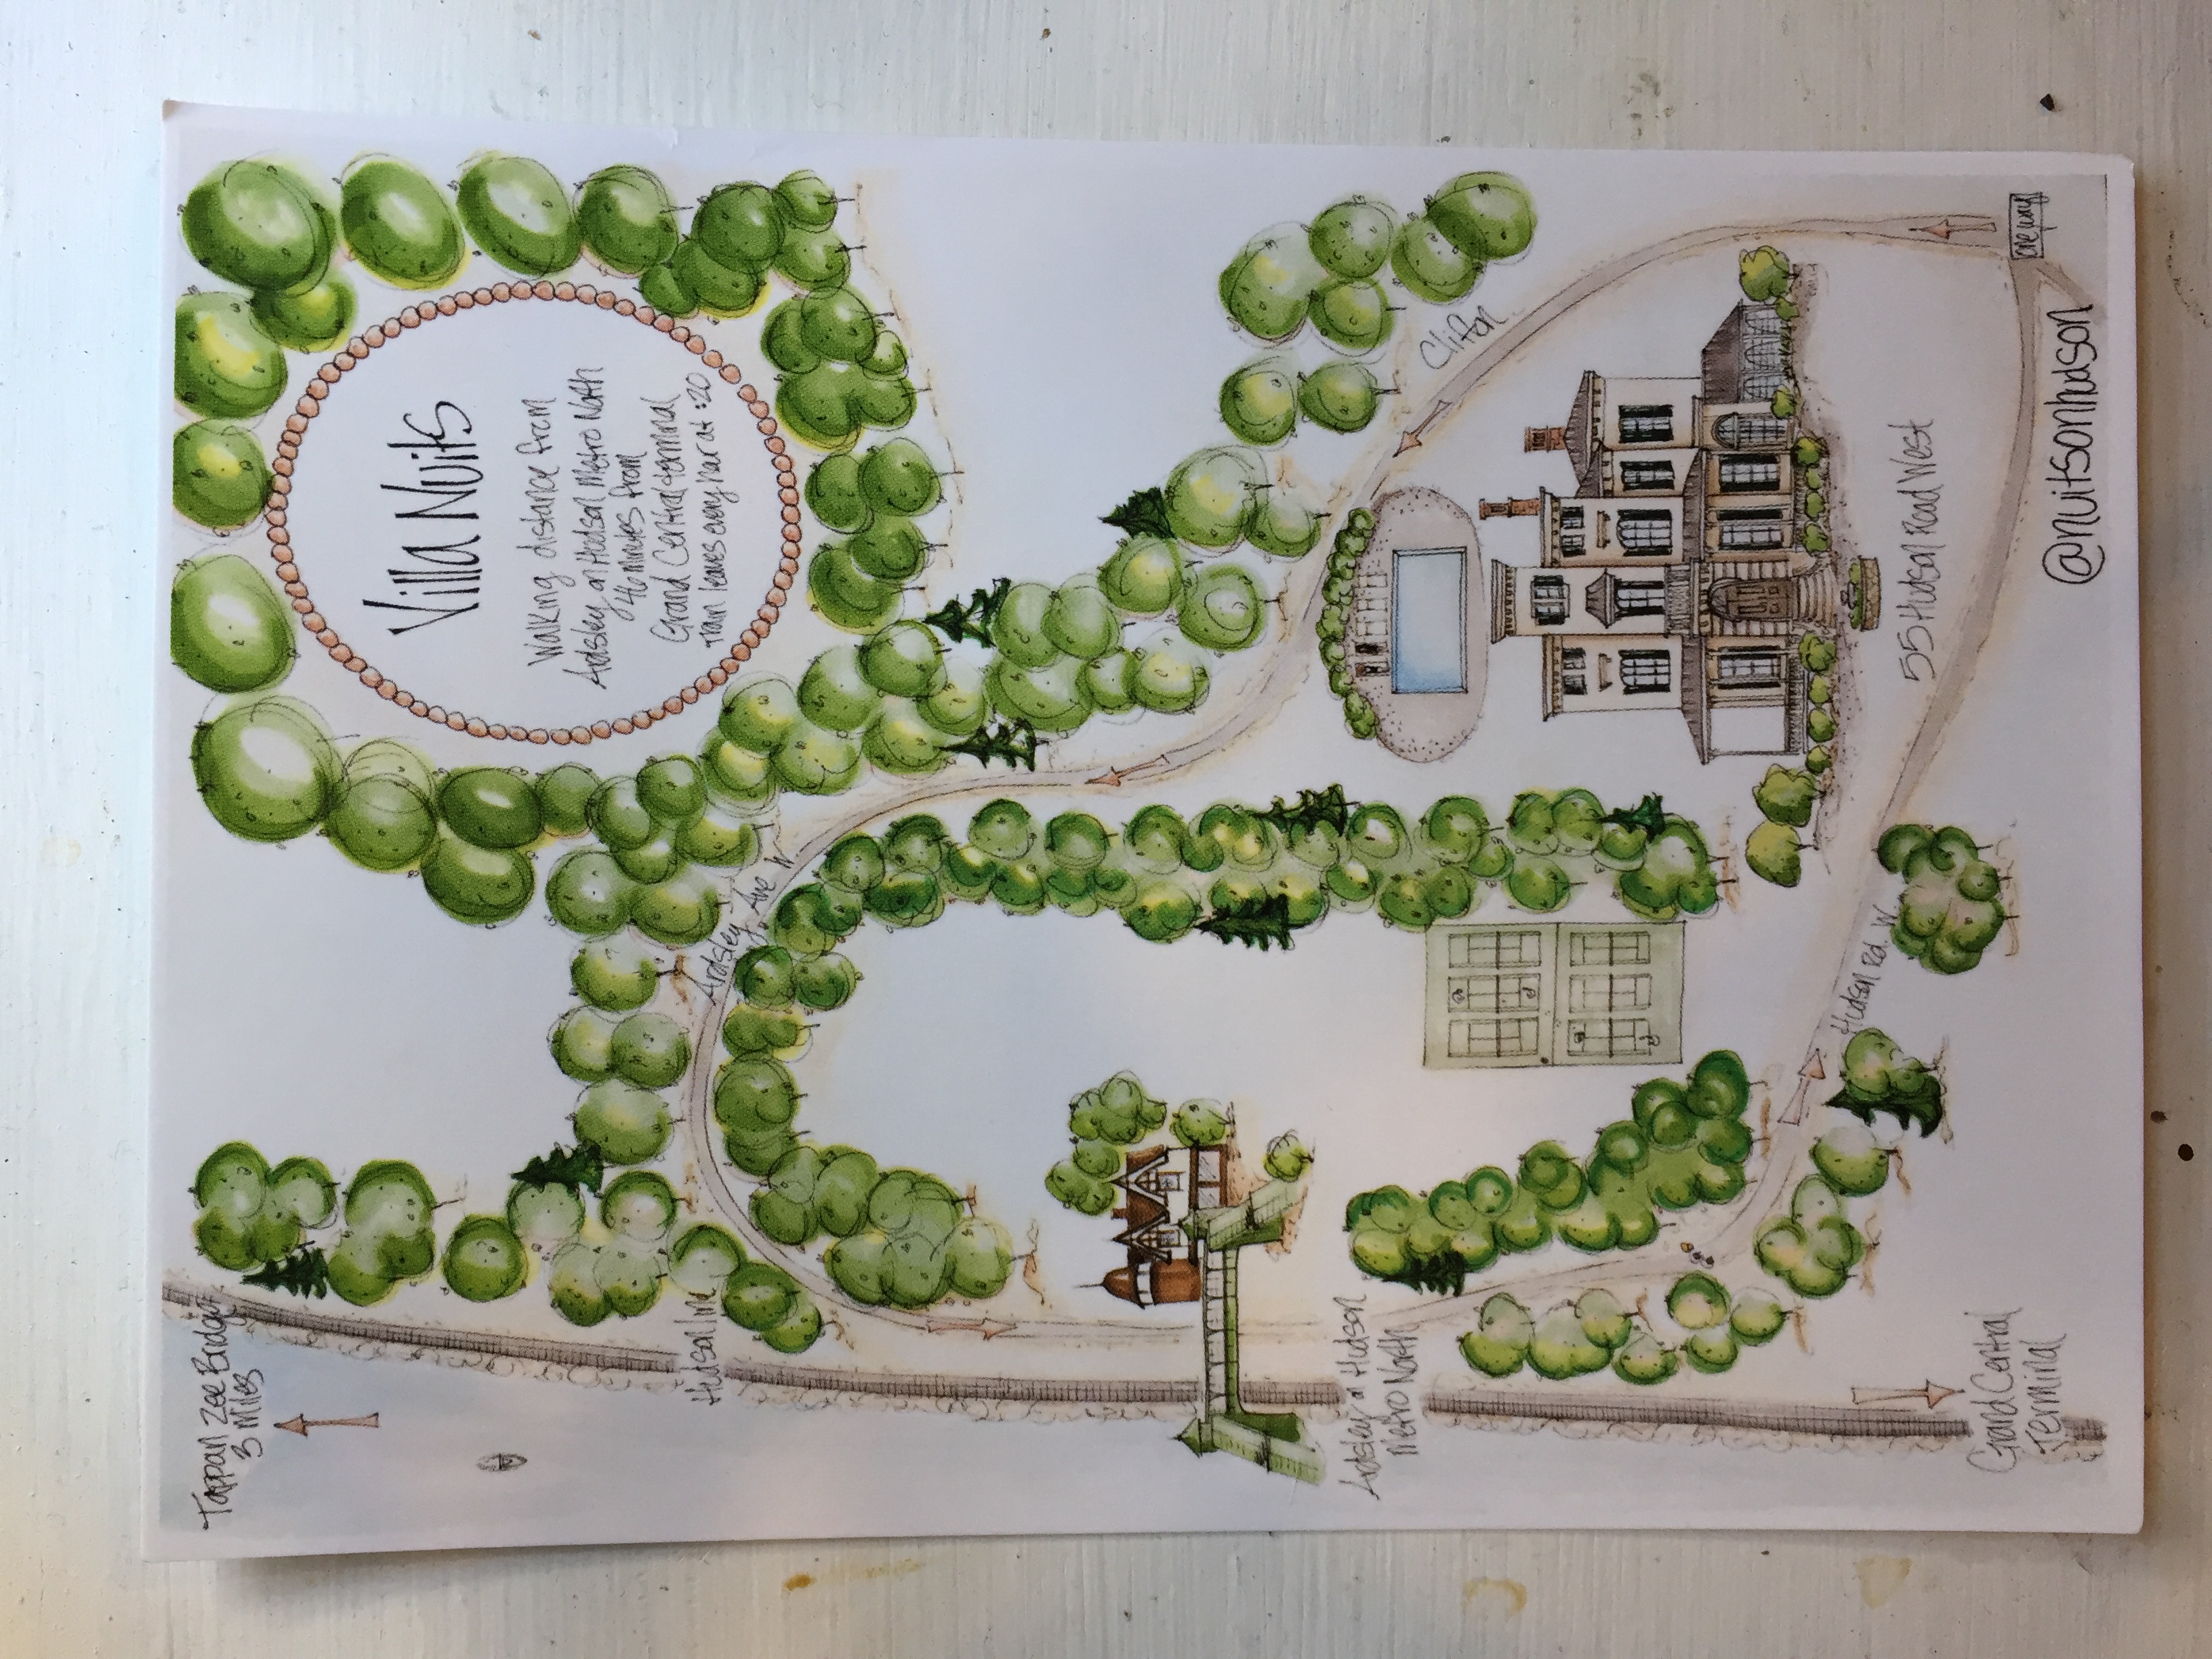 Tappan Zee Bridge
3 Miles
Villa Nuits
Walking distance from
Ardsley on Hudson Metro North
46 minutes from
Grand Central terminal
Train leaves every hour at :20
Hudson line
Ardsley Ave W
Ardsley on Hudson
Metro North
Clifton
Hudson Rd. W.
55 Hudson Road West
Grand Central
Terminal
one way
@nuitsonhudson